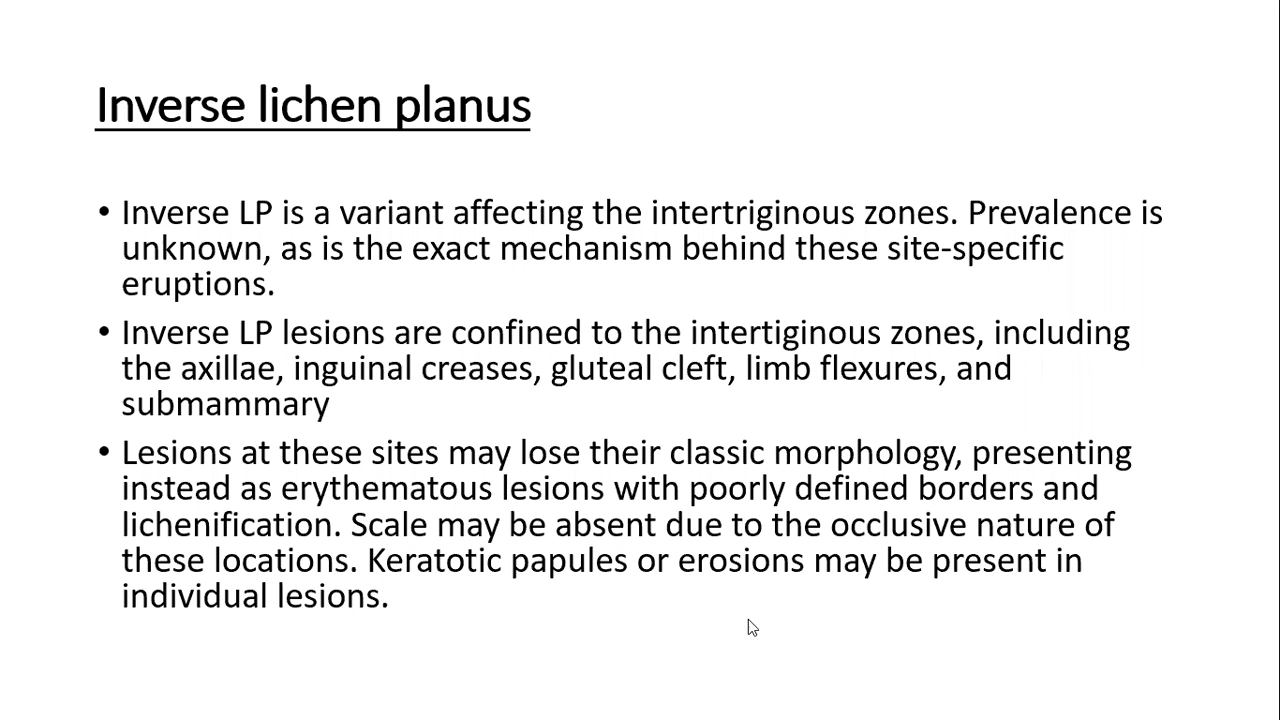 Inverse lichen planus
• Inverse LP is a variant affecting the intertriginous zones. Prevalence is
unknown, as is the exact mechanism behind these site-specific
eruptions.
• Inverse LP lesions are confined to the intertiginous zones, including
the axillae, inguinal creases, gluteal cleft, limb flexures, and
submammary
• Lesions at these sites may lose their classic morphology, presenting
instead as erythematous lesions with poorly defined borders and
lichenification. Scale may be absent due to the occlusive nature of
these locations. Keratotic papules or erosions may be present in
individual lesions.